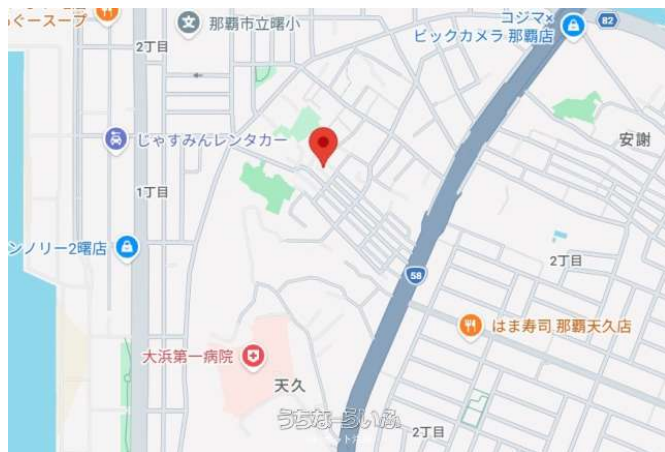 ぐースープ
2丁目
那覇市立曙小
コジマ×
ビックカメラ 那覇店
82
じゃすみんレンタカー
安謝
1丁目
ンノリー2曙店
58
2丁目
はま寿司 那覇天久店
大浜第一病院
天久
うちなーらいふ
2丁目